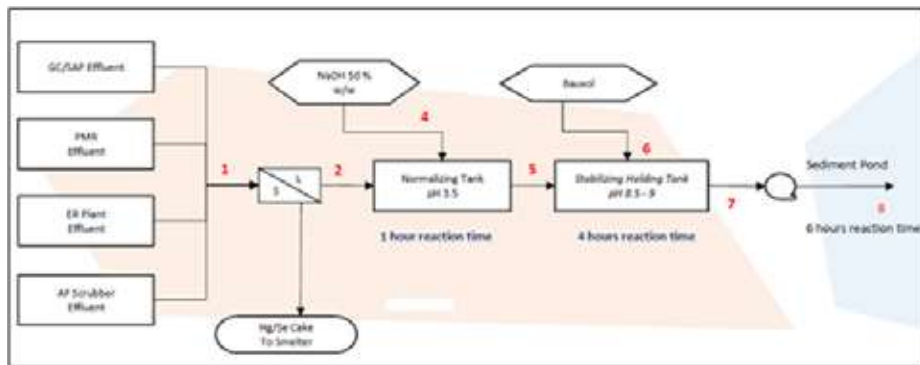 GC/SAP Effluent
NaOH 50 %
w/w
Bauxol
PMR
Effluent
4
6
Sediment Pond
1
2
5
S
L
Normalizing Tank
pH 3.5
Stabilizing Holding Tank
pH 8.5 - 9
7
8
ER Plant
Effluent
1 hour reaction time
4 hours reaction time
6 hours reaction time
AF Scrubber
Effluent
Hg/Se Cake
To Smelter